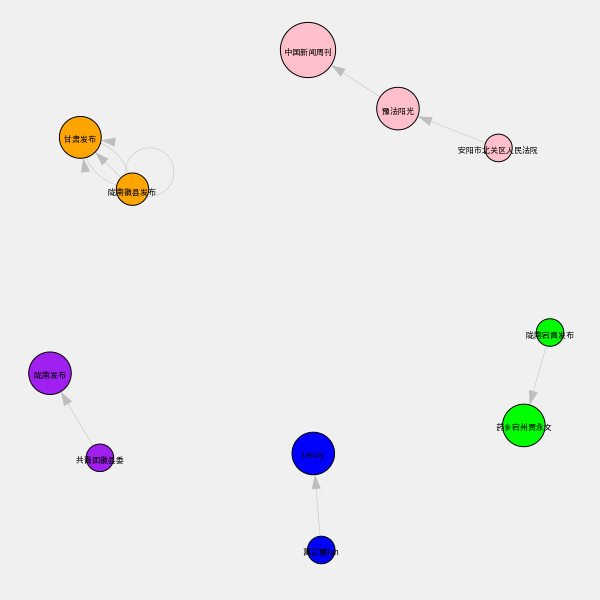 中国新闻周刊
豫法阳光
甘肃发布
安阳市北关区人民法院
陇南徽县发布
陇南宕昌发布
陇南发布
药乡宕州贾永文
共青团徽县委